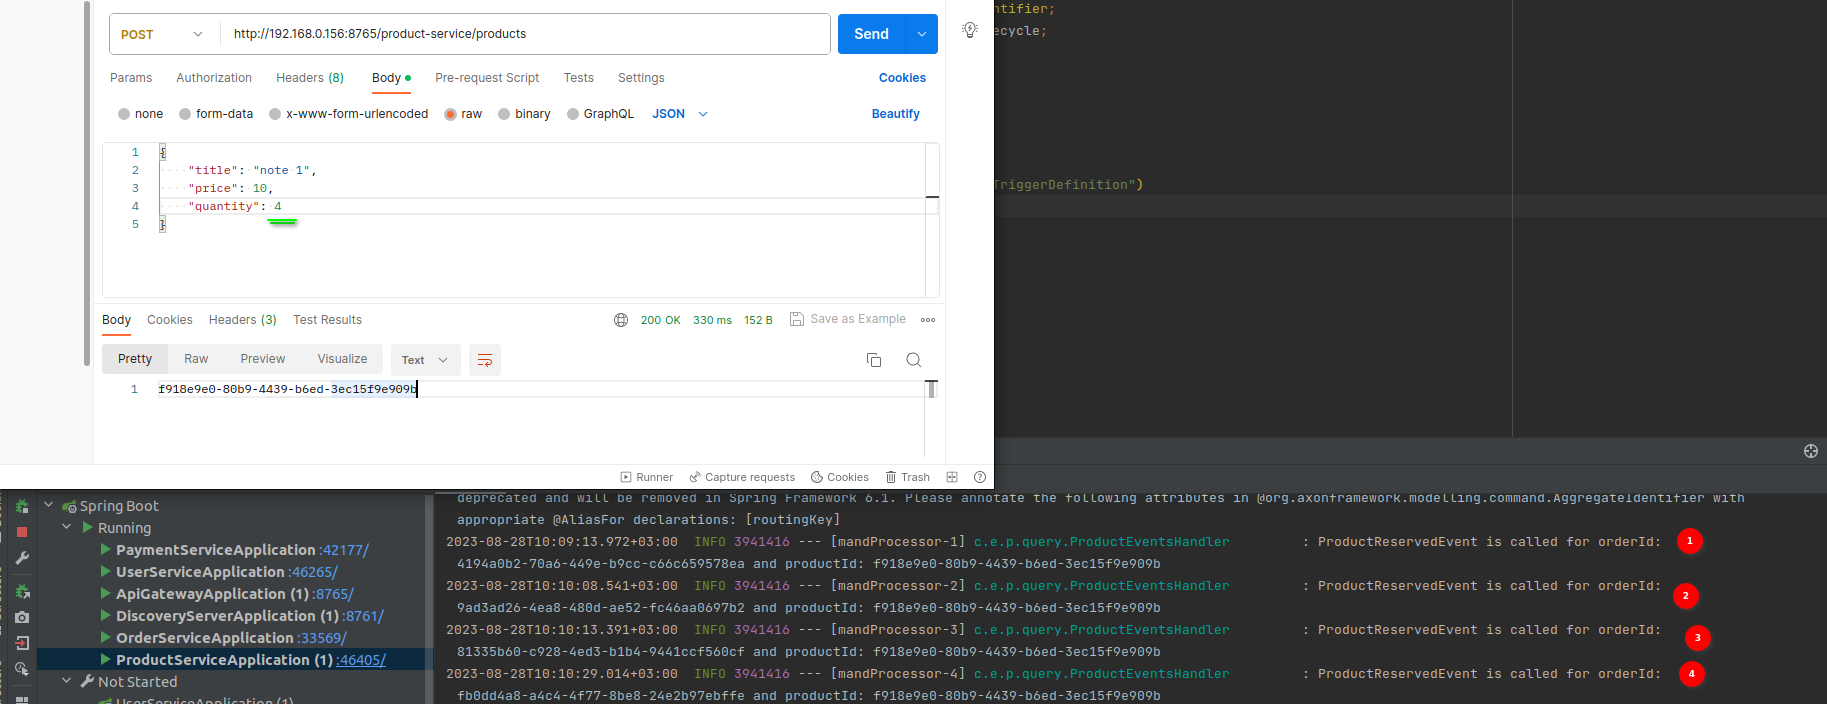 POST
http://192.168.0.156:8765/product-service/products
Send
Params Authorization Headers (8) Body Pre-request Script Tests Settings Cookies
none form-data x-www-form-urlencoded raw binary GraphQL JSON Beautify
1 {
2 "title": "note 1",
3 "price": 10,
4 "quantity": 4
5 }
Body Cookies Headers (3) Test Results 200 OK 330 ms 152 B Save as Example
Pretty Raw Preview Visualize Text
1 f918e9e0-80b9-4439-b6ed-3ec15f9e909b
Runner Capture requests Cookies Trash
ntifier;
ecycle;
TriggerDefinition")
Spring Boot
Running
PaymentServiceApplication :42177/
UserServiceApplication :46265/
ApiGatewayApplication (1) :8765/
DiscoveryServerApplication (1) :8761/
OrderServiceApplication :33569/
ProductServiceApplication (1) :46405/
Not Started
UserServiceApplication (1)
deprecated and will be removed in Spring Framework 6.1. Please annotate the following attributes in @org.axonframework.modelling.command.AggregateIdentifier with
appropriate @AliasFor declarations: [routingKey]
2023-08-28T10:09:13.972+03:00 INFO 3941416 --- [mandProcessor-1] c.e.p.query.ProductEventsHandler : ProductReservedEvent is called for orderId: 1
4194a0b2-70a6-449e-b9cc-c66c659578ea and productId: f918e9e0-80b9-4439-b6ed-3ec15f9e909b
2023-08-28T10:10:08.541+03:00 INFO 3941416 --- [mandProcessor-2] c.e.p.query.ProductEventsHandler : ProductReservedEvent is called for orderId: 2
9ad3ad26-4ea8-480d-ae52-fc46aa0697b2 and productId: f918e9e0-80b9-4439-b6ed-3ec15f9e909b
2023-08-28T10:10:13.391+03:00 INFO 3941416 --- [mandProcessor-3] c.e.p.query.ProductEventsHandler : ProductReservedEvent is called for orderId: 3
81335b60-c928-4ed3-b1b4-9441ccf560cf and productId: f918e9e0-80b9-4439-b6ed-3ec15f9e909b
2023-08-28T10:10:29.014+03:00 INFO 3941416 --- [mandProcessor-4] c.e.p.query.ProductEventsHandler : ProductReservedEvent is called for orderId: 4
fb0dd4a8-a4c4-4f77-8be8-24e2b97ebffe and productId: f918e9e0-80b9-4439-b6ed-3ec15f9e909b